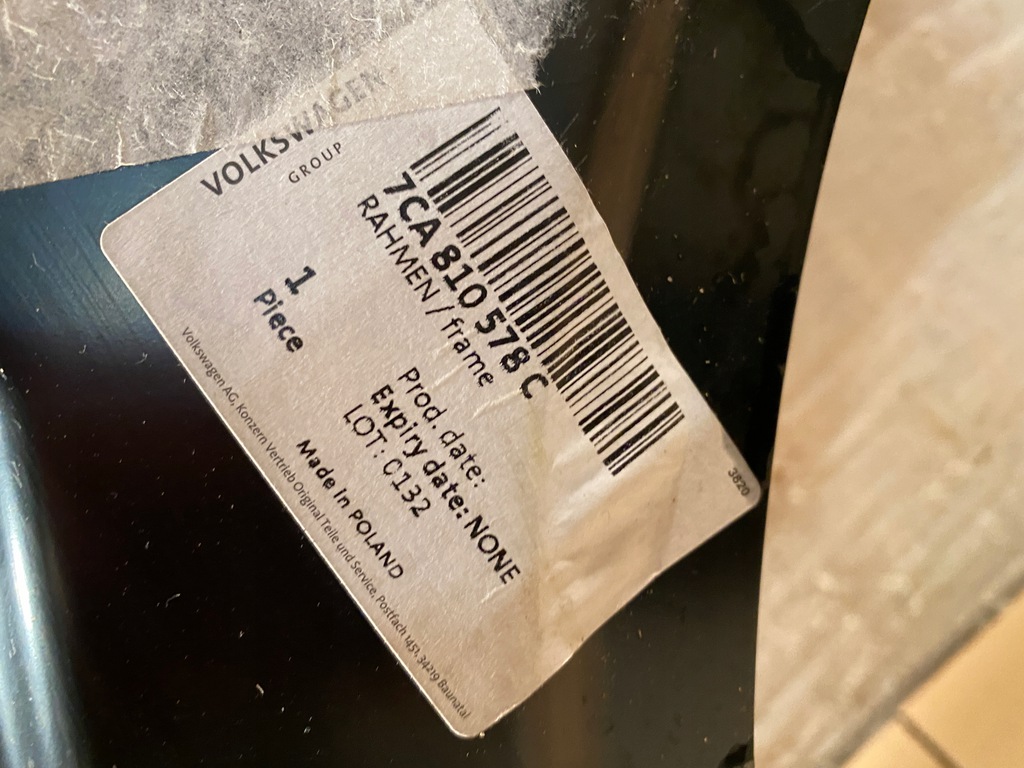 VOLKSWAGEN
GROUP
7CA 810 578 C
RAHMEN / frame
1
Piece
Prod. date:
Expiry date: NONE
LOT: C132
Made in POLAND
Volkswagen AG, Konzern Vertrieb Original Teile und Service, Postfach 1451, 34219 Baunatal
3820